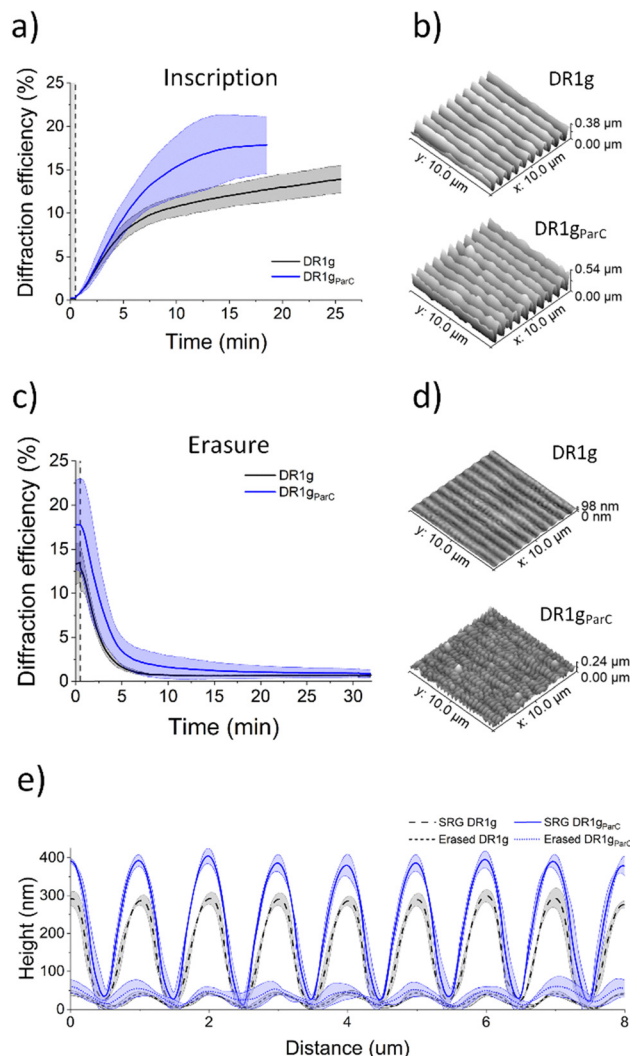 a)
Inscription
Diffraction efficiency (%)
25
20
15
10
5
0
0 5 10 15 20 25
Time (min)
DR1g
DR1gParC
b)
DR1g
0.38 µm
0.00 µm
y: 10.0 µm
x: 10.0 µm
DR1gParC
0.54 µm
0.00 µm
y: 10.0 µm
x: 10.0 µm
c)
Erasure
Diffraction efficiency (%)
25
20
15
10
5
0
0 5 10 15 20 25 30
Time (min)
DR1g
DR1gParC
d)
DR1g
98 nm
0 nm
y: 10.0 µm
x: 10.0 µm
DR1gParC
0.24 µm
0.00 µm
y: 10.0 µm
x: 10.0 µm
e)
SRG DR1g
SRG DR1gParC
Erased DR1g
Erased DR1gParC
Height (nm)
400
300
200
100
0
0 2 4 6 8
Distance (um)